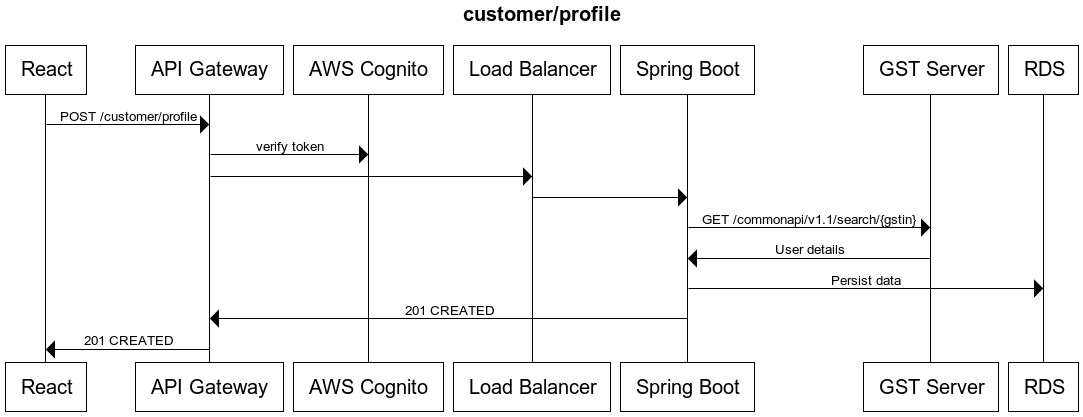 customer/profile
React API Gateway AWS Cognito Load Balancer Spring Boot GST Server RDS
POST /customer/profile
verify token
GET /commonapi/v1.1/search/{gstin}
User details
Persist data
201 CREATED
201 CREATED
React API Gateway AWS Cognito Load Balancer Spring Boot GST Server RDS